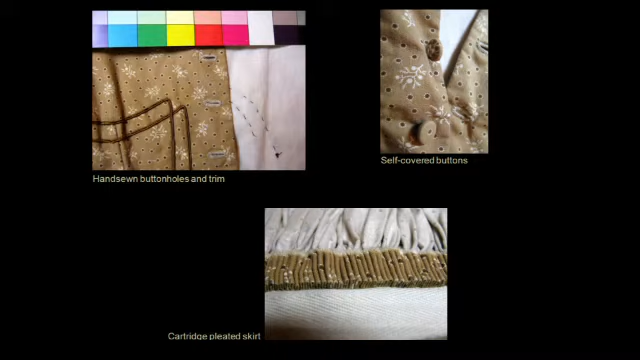 Handsewn buttonholes and trim
Self-covered buttons
Cartridge pleated skirt